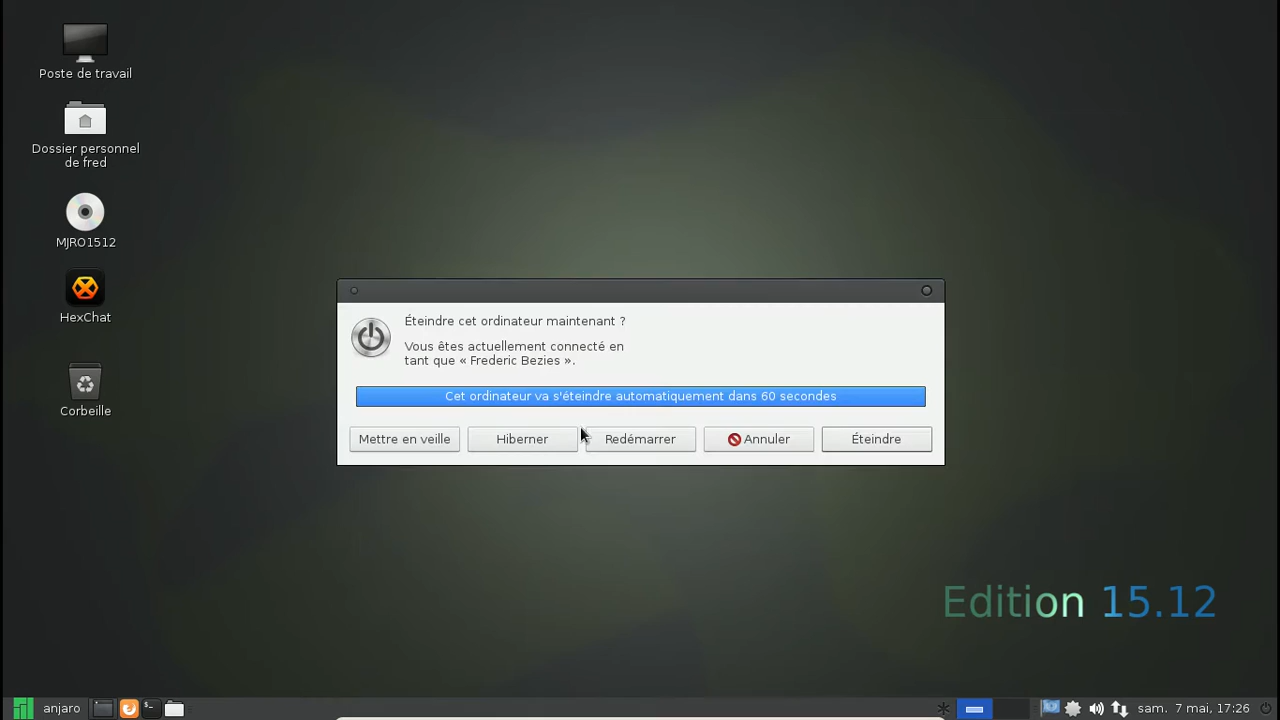 Poste de travail
Dossier personnel
de fred
MJRO1512
HexChat
Corbeille
Éteindre cet ordinateur maintenant ?
Vous êtes actuellement connecté en
tant que « Frederic Bezies ».
Cet ordinateur va s'éteindre automatiquement dans 60 secondes
Mettre en veille
Hiberner
Redémarrer
Annuler
Éteindre
Edition 15.12
anjaro
sam. 7 mai, 17:26